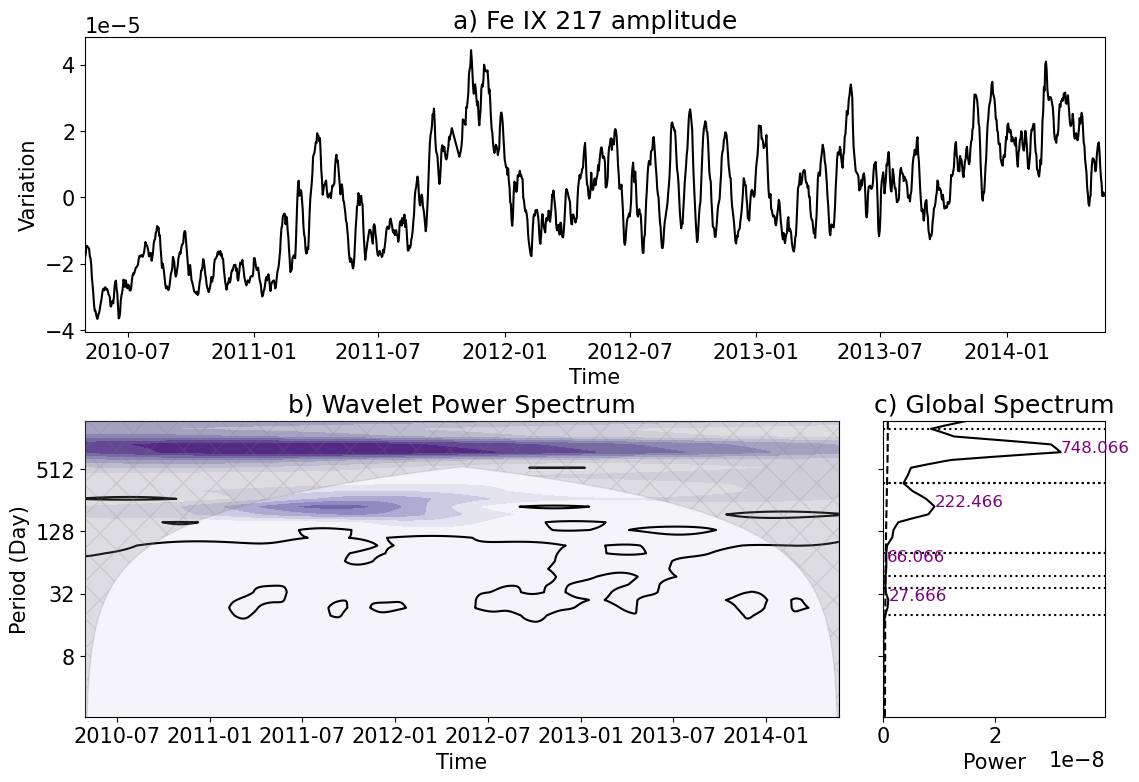 a) Fe IX 217 amplitude
1e−5
Variation
4
2
0
−2
−4
2010-07 2011-01 2011-07 2012-01 2012-07 2013-01 2013-07 2014-01
Time
b) Wavelet Power Spectrum
Period (Day)
512
128
32
8
2010-07 2011-01 2011-07 2012-01 2012-07 2013-01 2013-07 2014-01
Time
c) Global Spectrum
748.066
222.466
66.066
27.666
0 2
Power 1e−8